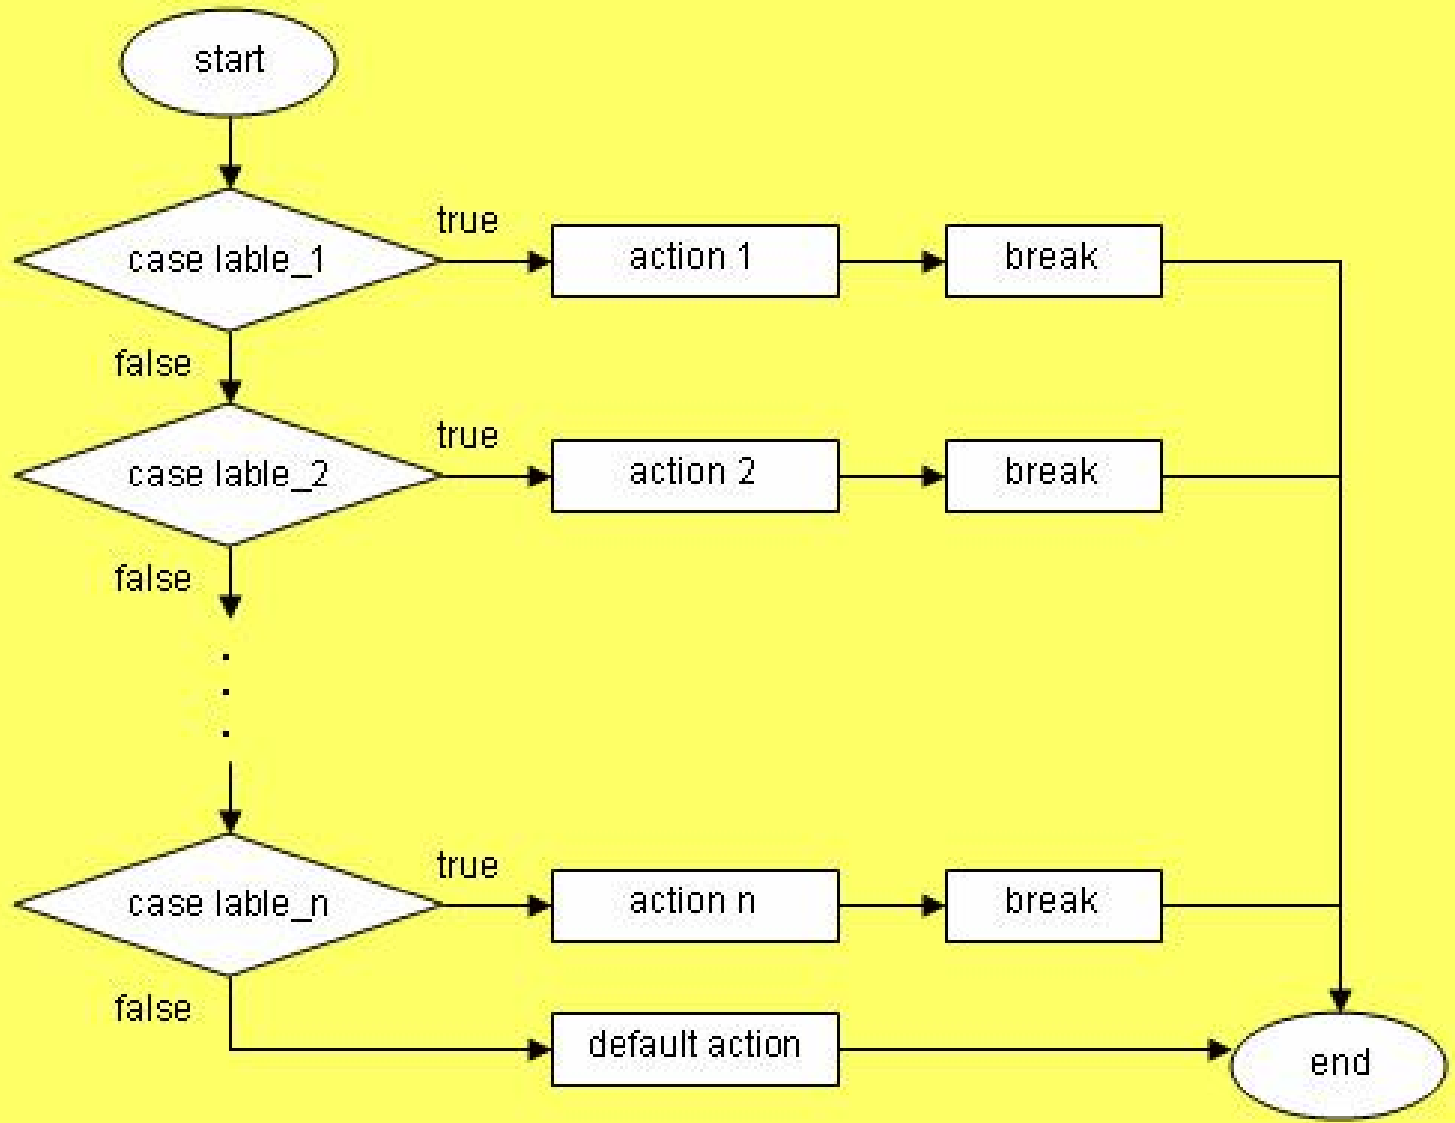 start
true
case lable_1
action 1
break
false
true
case lable_2
action 2
break
false
.
.
.
true
case lable_n
action n
break
false
default action
end